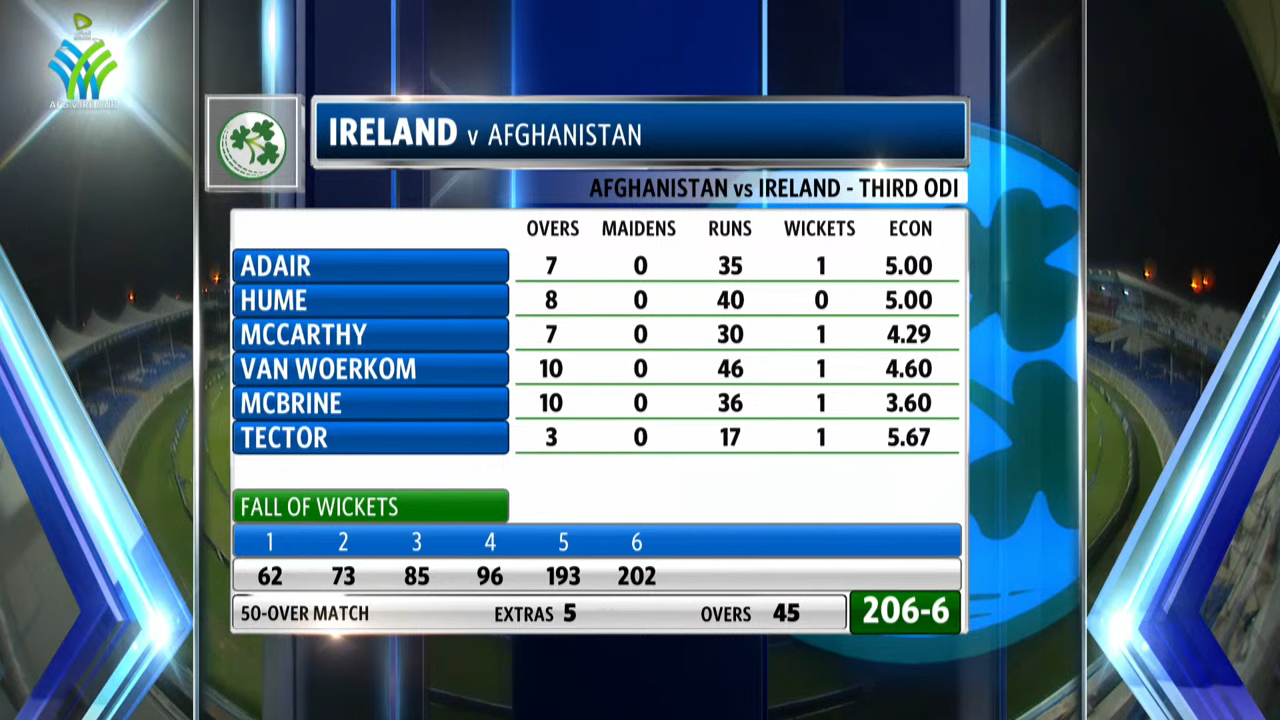 AFG V IRELAND
IRELAND v AFGHANISTAN
AFGHANISTAN vs IRELAND - THIRD ODI
OVERS MAIDENS RUNS WICKETS ECON
ADAIR 7 0 35 1 5.00
HUME 8 0 40 0 5.00
MCCARTHY 7 0 30 1 4.29
VAN WOERKOM 10 0 46 1 4.60
MCBRINE 10 0 36 1 3.60
TECTOR 3 0 17 1 5.67
FALL OF WICKETS
1 2 3 4 5 6
62 73 85 96 193 202
50-OVER MATCH EXTRAS 5 OVERS 45 206-6